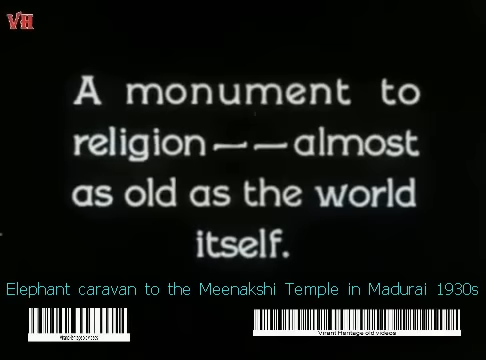 VH
A monument to
religion — — almost
as old as the world
itself.
Elephant caravan to the Meenakshi Temple in Madurai 1930s
Virant Heritage old videos